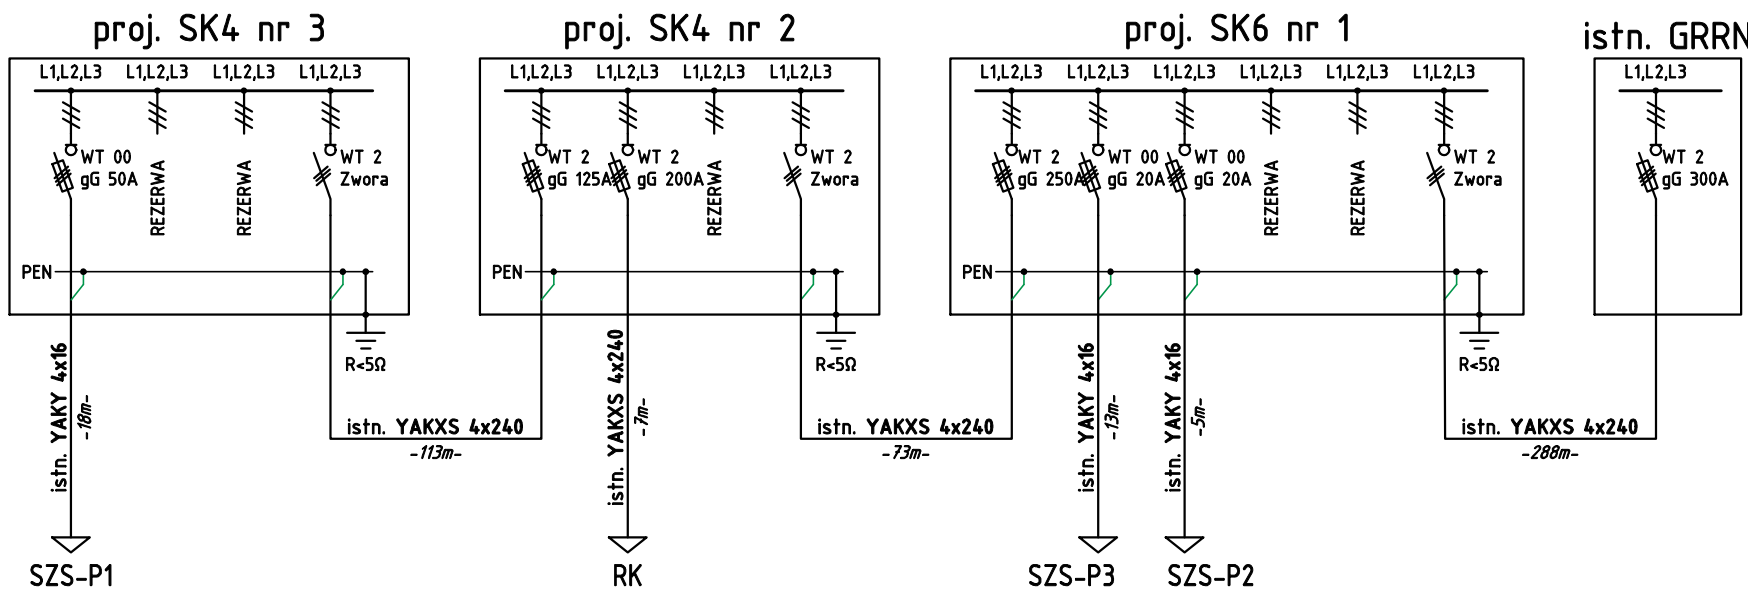 proj. SK4 nr 3
L1,L2,L3 L1,L2,L3 L1,L2,L3 L1,L2,L3
WT 00
gG 50A
REZERWA
REZERWA
WT 2
Zwora
PEN
R<5Ω
istn. YAKY 4x16
-18m-
SZS-P1
istn. YAKXS 4x240
-113m-
proj. SK4 nr 2
L1,L2,L3 L1,L2,L3 L1,L2,L3 L1,L2,L3
WT 2
gG 125A
WT 2
gG 200A
REZERWA
WT 2
Zwora
PEN
R<5Ω
istn. YAKXS 4x240
-7m-
RK
istn. YAKXS 4x240
-73m-
proj. SK6 nr 1
L1,L2,L3 L1,L2,L3 L1,L2,L3 L1,L2,L3 L1,L2,L3 L1,L2,L3
WT 2
gG 250A
WT 00
gG 20A
WT 00
gG 20A
REZERWA
REZERWA
WT 2
Zwora
PEN
R<5Ω
istn. YAKY 4x16
-13m-
SZS-P3
istn. YAKY 4x16
-5m-
SZS-P2
istn. YAKXS 4x240
-288m-
istn. GRRN
L1,L2,L3
WT 2
gG 300A